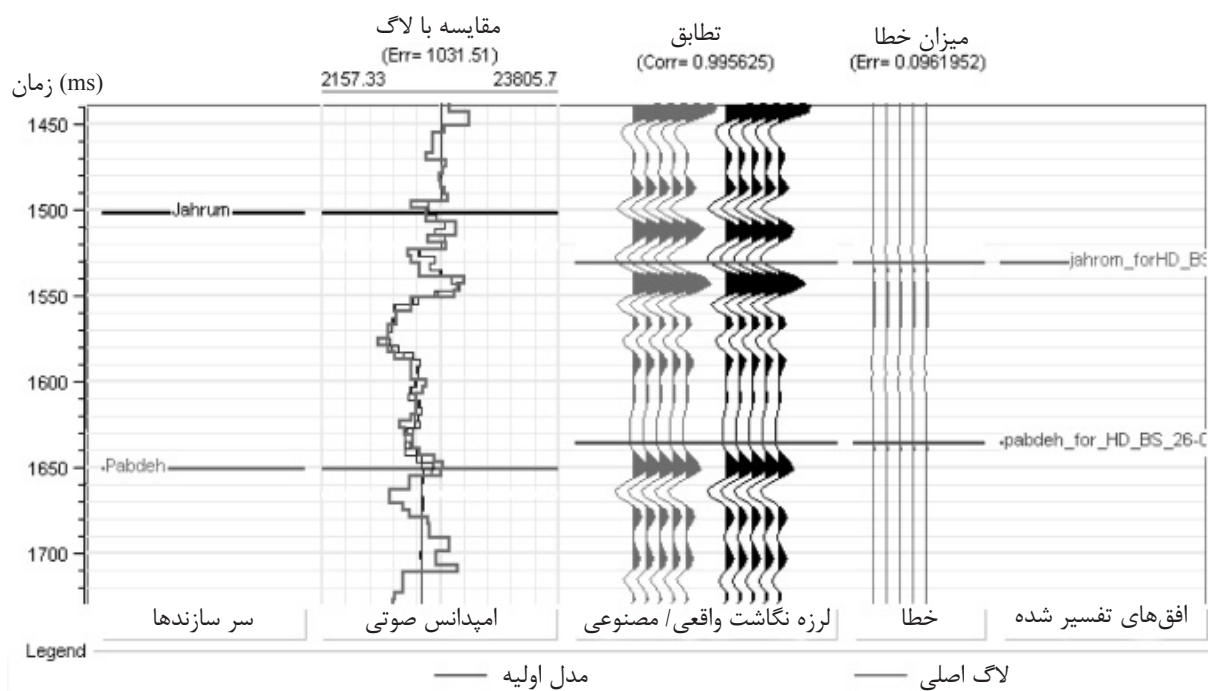 مقایسه با لاگ
(Err= 1031.51)
2157.33 23805.7
تطابق
(Corr= 0.995625)
میزان خطا
(Err= 0.0961952)
زمان (ms)
1450
1500
1550
1600
1650
1700
Jahrum
Pabdeh
jahrom_forHD_BS
pabdeh_for_HD_BS_26-0
سر سازندها
امپدانس صوتی
لرزه نگاشت واقعی/ مصنوعی
خطا
افق‌های تفسیر شده
Legend
مدل اولیه
لاگ اصلی